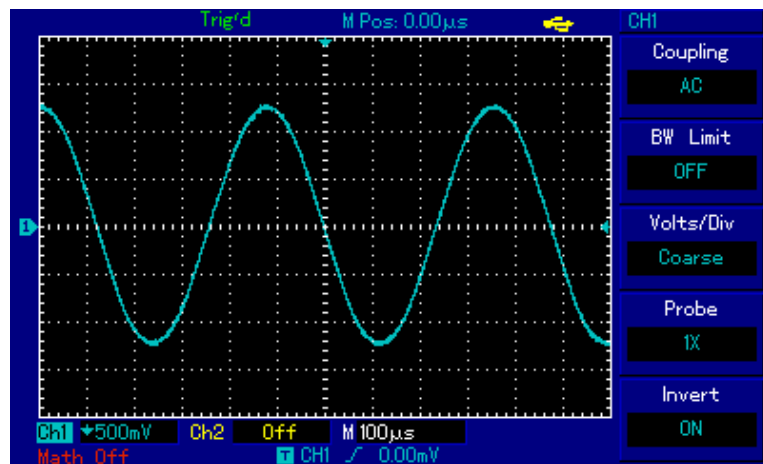 Trig'd M Pos: 0.00µs CH1
Coupling
AC
BW Limit
OFF
Volts/Div
Coarse
Probe
1X
Invert
ON
1
Ch1 500mV Ch2 Off M 100µs
Math Off T CH1 0.00mV